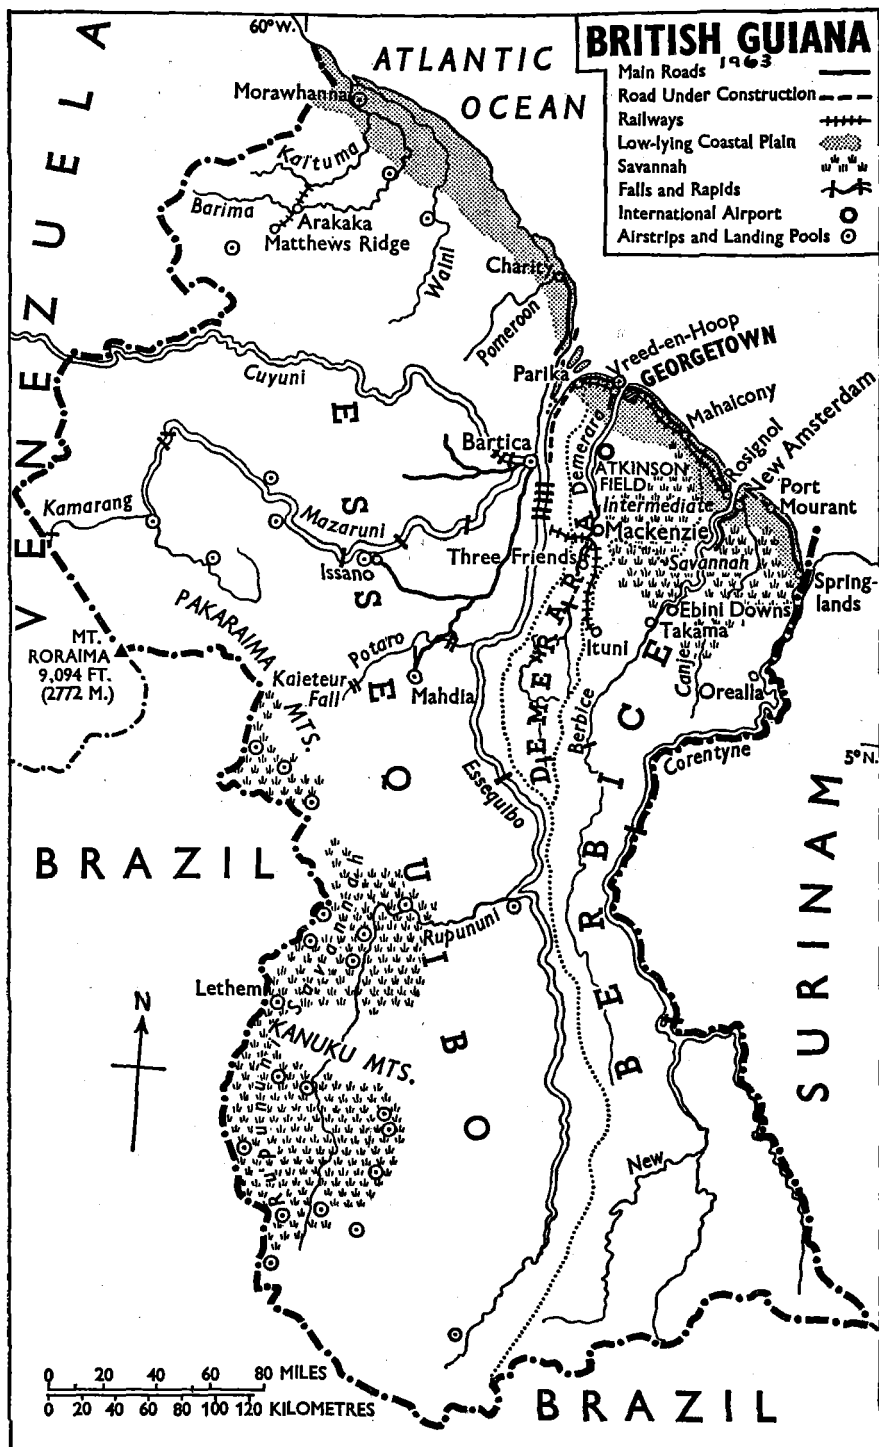 60° W.
ATLANTIC
OCEAN
BRITISH GUIANA
1963
Main Roads
Road Under Construction
Railways
Low-lying Coastal Plain
Savannah
Falls and Rapids
International Airport
Airstrips and Landing Pools
VENEZUELA
Morawhanna
Kaituma
Barima
Arakaka
Matthews Ridge
Waini
Charity
Pomeroon
Parika
Vreed-en-Hoop
GEORGETOWN
Mahaicony
Rosignol
New Amsterdam
Port
Mourant
Cuyuni
Bartica
Demerara
ATKINSON
FIELD
Intermediate
Savannah
VENEZUELA
Kamarang
Mazaruni
Issano
Three Friends
Mackenzie
Spring-
lands
Ebini Downs
Takama
Ituni
Canje
Orealla
PAKARAIMA
MTS.
MT.
RORAIMA
9,094 FT.
(2772 M.)
Potaro
Kaieteur
Fall
Mahdia
ESSEQUIBO
DEMERARA
BERBICE
Essequibo
Berbice
Corentyne
5° N.
BRAZIL
SURINAM
Rupununi
Rupununi Savannah
Lethem
KANUKU MTS.
N
New
0 20 40 60 80 MILES
0 20 40 60 80 100 120 KILOMETRES
BRAZIL